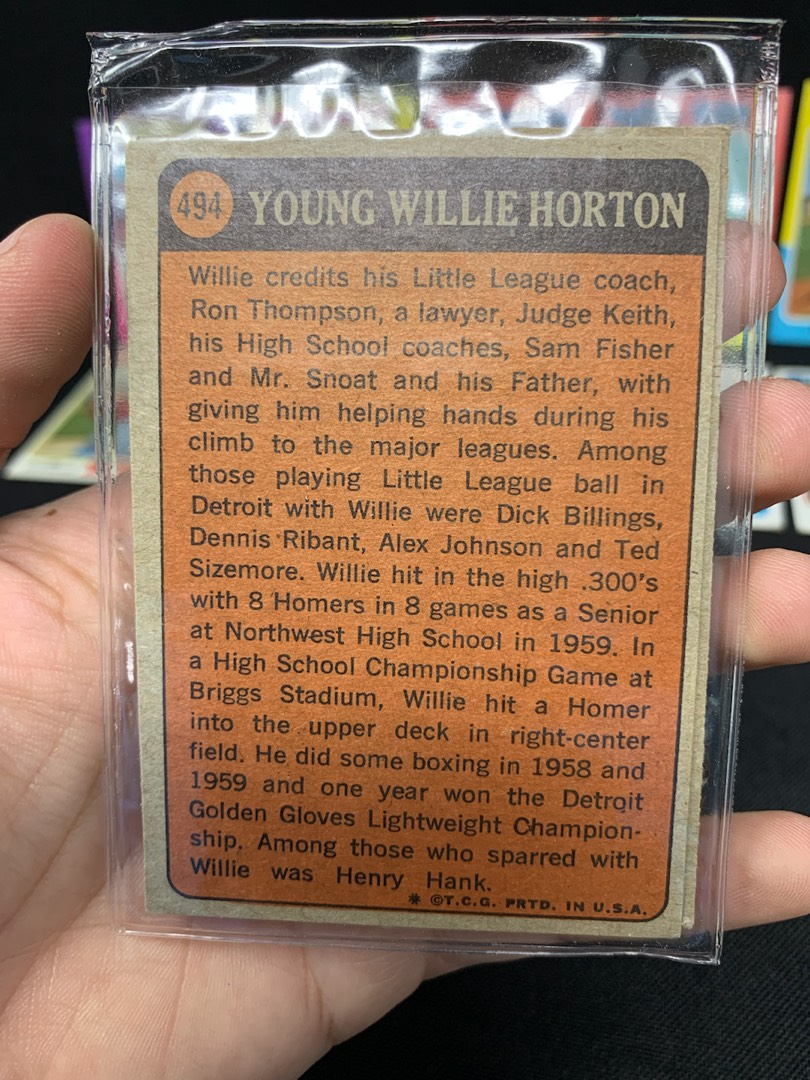 494 YOUNG WILLIE HORTON
Willie credits his Little League coach,
Ron Thompson, a lawyer, Judge Keith,
his High School coaches, Sam Fisher
and Mr. Snoat and his Father, with
giving him helping hands during his
climb to the major leagues. Among
those playing Little League ball in
Detroit with Willie were Dick Billings,
Dennis Ribant, Alex Johnson and Ted
Sizemore. Willie hit in the high .300's
with 8 Homers in 8 games as a Senior
at Northwest High School in 1959. In
a High School Championship Game at
Briggs Stadium, Willie hit a Homer
into the upper deck in right-center
field. He did some boxing in 1958 and
1959 and one year won the Detroit
Golden Gloves Lightweight Champion-
ship. Among those who sparred with
Willie was Henry Hank.
* ©T.C.G. PRTD. IN U.S.A.